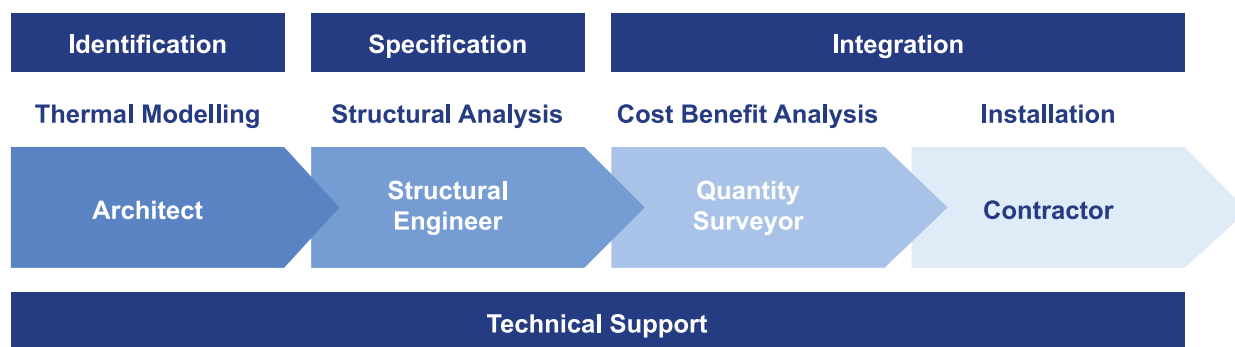 Identification
Specification
Integration
Thermal Modelling
Structural Analysis
Cost Benefit Analysis
Installation
Architect
Structural
Engineer
Quantity
Surveyor
Contractor
Technical Support